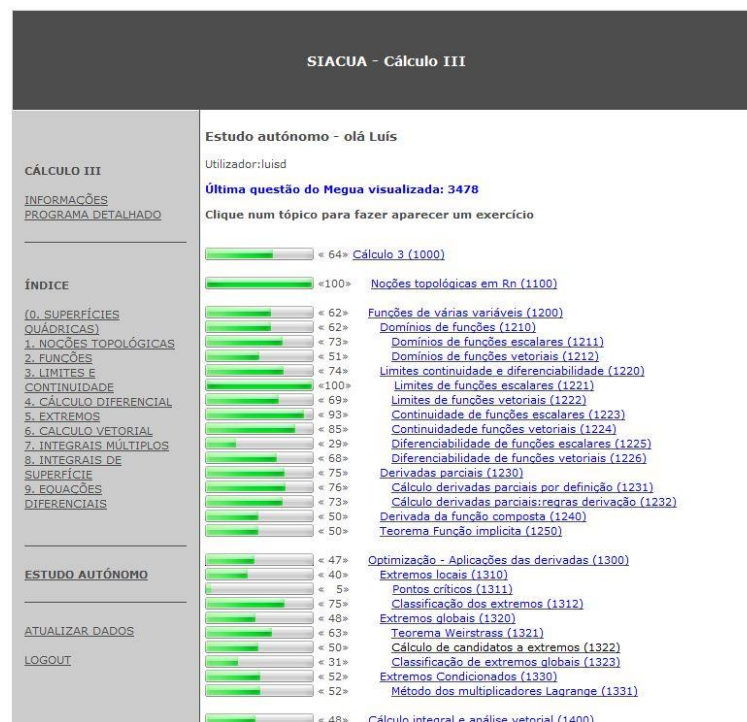 SIACUA - Cálculo III
CÁLCULO III
INFORMAÇÕES
PROGRAMA DETALHADO
ÍNDICE
(0. SUPERFÍCIES
QUÁDRICAS)
1. NOÇÕES TOPOLÓGICAS
2. FUNÇÕES
3. LIMITES E
CONTINUIDADE
4. CÁLCULO DIFERENCIAL
5. EXTREMOS
6. CALCULO VETORIAL
7. INTEGRAIS MÚLTIPLOS
8. INTEGRAIS DE
SUPERFÍCIE
9. EQUAÇÕES
DIFERENCIAIS
ESTUDO AUTÓNOMO
ATUALIZAR DADOS
LOGOUT
Estudo autónomo - olá Luís
Utilizador:luisd
Última questão do Megua visualizada: 3478
Clique num tópico para fazer aparecer um exercício
« 64» Cálculo 3 (1000)
«100» Noções topológicas em Rn (1100)
« 62» Funções de várias variáveis (1200)
« 62» Domínios de funções (1210)
« 73» Domínios de funções escalares (1211)
« 51» Domínios de funções vetoriais (1212)
« 74» Limites continuidade e diferenciabilidade (1220)
«100» Limites de funções escalares (1221)
« 69» Limites de funções vetoriais (1222)
« 93» Continuidade de funções escalares (1223)
« 85» Continuidadede funções vetoriais (1224)
« 29» Diferenciabilidade de funções escalares (1225)
« 68» Diferenciabilidade de funções vetoriais (1226)
« 75» Derivadas parciais (1230)
« 76» Cálculo derivadas parciais por definição (1231)
« 73» Cálculo derivadas parciais:regras derivação (1232)
« 50» Derivada da função composta (1240)
« 50» Teorema Função implicita (1250)
« 47» Optimização - Aplicações das derivadas (1300)
« 40» Extremos locais (1310)
« 5» Pontos críticos (1311)
« 75» Classificação dos extremos (1312)
« 48» Extremos globais (1320)
« 63» Teorema Weirstrass (1321)
« 50» Cálculo de candidatos a extremos (1322)
« 31» Classificação de extremos globais (1323)
« 52» Extremos Condicionados (1330)
« 52» Método dos multiplicadores Lagrange (1331)
« 48» Cálculo integral e análise vetorial (1400)